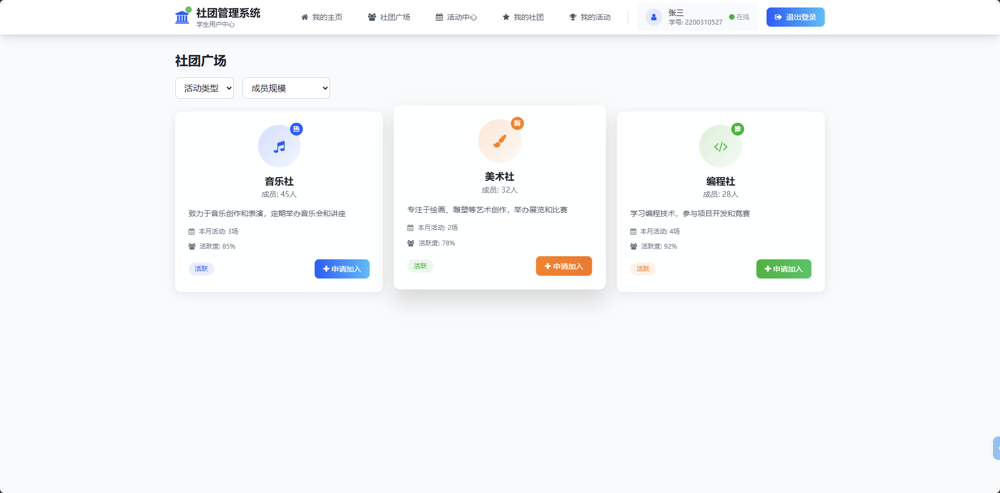 社团管理系统
学生用户中心
我的主页
社团广场
活动中心
我的社团
我的活动
张三
学号: 2200310527
在线
退出登录
社团广场
活动类型
成员规模
热
音乐社
成员: 45人
致力于音乐创作和表演，定期举办音乐会和讲座
本月活动: 3场
活跃度: 85%
活跃
申请加入
新
美术社
成员: 32人
专注于绘画、雕塑等艺术创作，举办展览和比赛
本月活动: 2场
活跃度: 78%
活跃
申请加入
推
编程社
成员: 28人
学习编程技术，参与项目开发和竞赛
本月活动: 4场
活跃度: 92%
活跃
申请加入